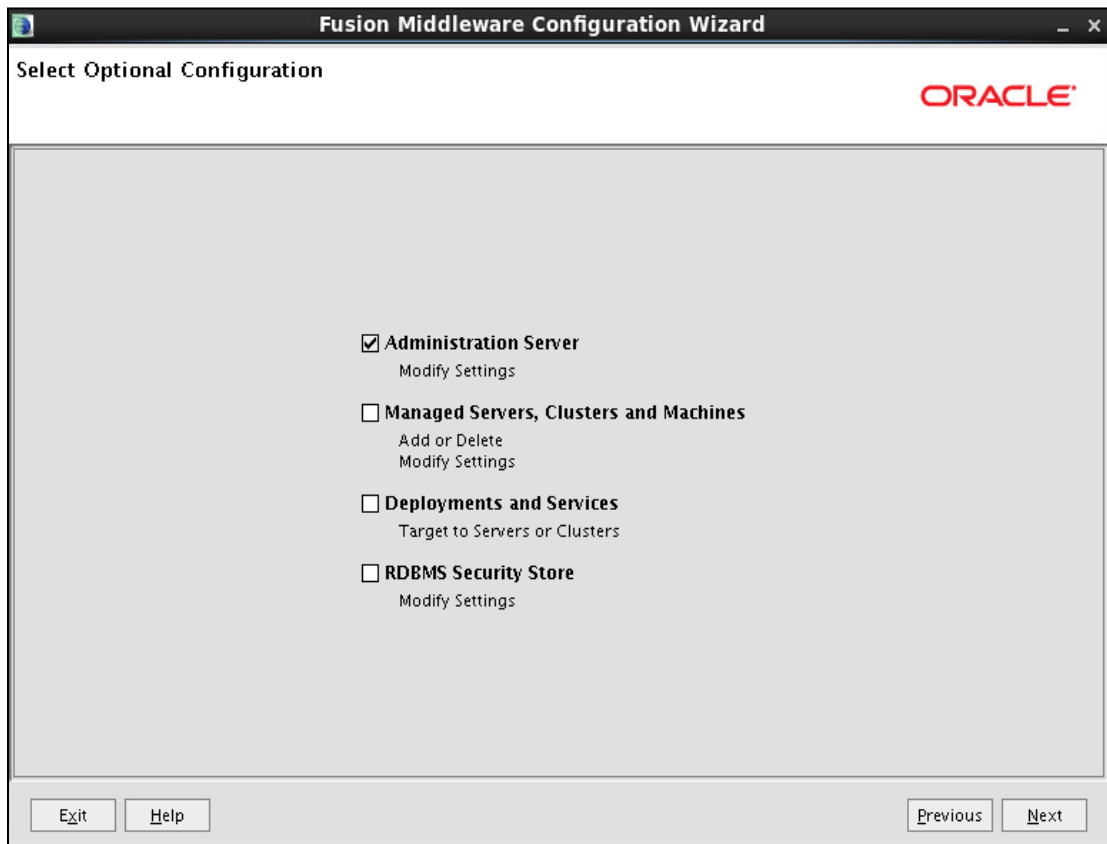 Fusion Middleware Configuration Wizard
Select Optional Configuration
ORACLE
Administration Server
Modify Settings
Managed Servers, Clusters and Machines
Add or Delete
Modify Settings
Deployments and Services
Target to Servers or Clusters
RDBMS Security Store
Modify Settings
Exit Help Previous Next